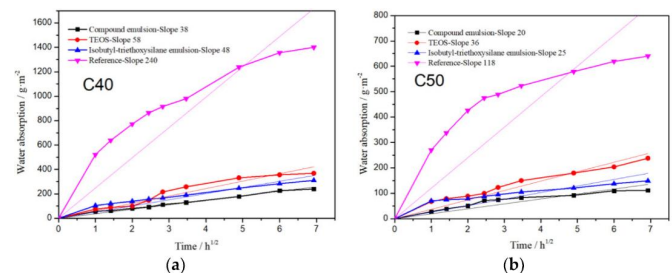 Compound emulsion-Slope 38
TEOS-Slope 58
Isobutyl-triethoxysilane emulsion-Slope 48
Reference-Slope 240
C40
Water absorption / g·m⁻²
1600
1400
1200
1000
800
600
400
200
0
0 1 2 3 4 5 6 7
Time / h^1/2
(a)
Compound emulsion-Slope 20
TEOS-Slope 36
Isobutyl-triethoxysilane emulsion-Slope 25
Reference-Slope 118
C50
Water absorption / g·m⁻²
800
700
600
500
400
300
200
100
0
0 1 2 3 4 5 6 7
Time / h^1/2
(b)